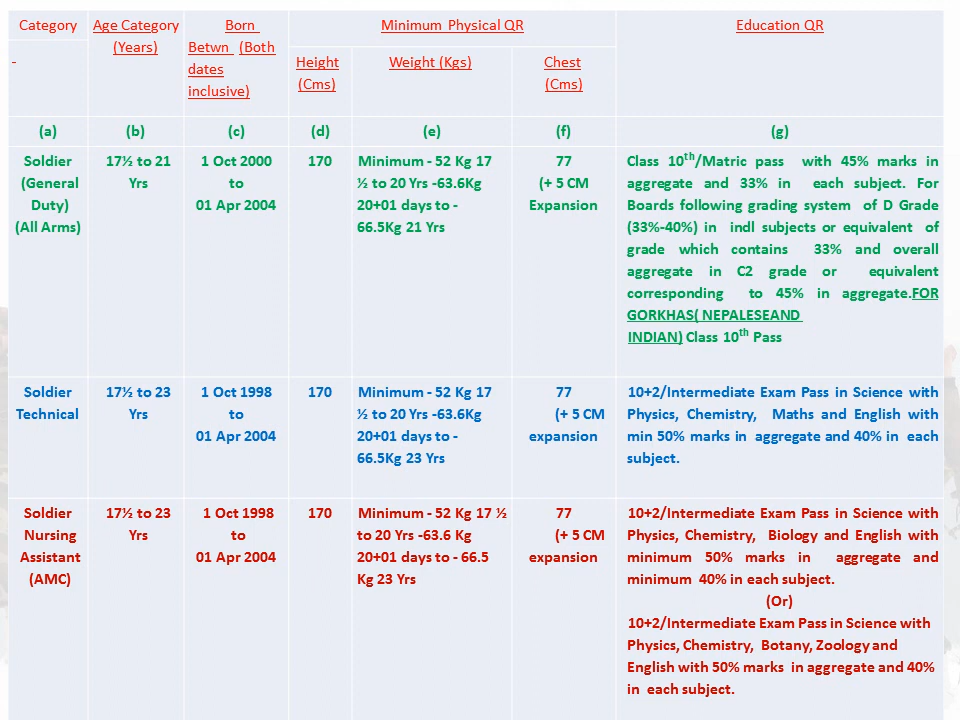 Category
-
Age Category
(Years)
Born
Betwn (Both
dates
inclusive)
Minimum Physical QR
Height
(Cms)
Weight (Kgs)
Chest
(Cms)
Education QR
(a)
(b)
(c)
(d)
(e)
(f)
(g)
Soldier
(General
Duty)
(All Arms)
17½ to 21
Yrs
1 Oct 2000
to
01 Apr 2004
170
Minimum - 52 Kg 17
½ to 20 Yrs -63.6Kg
20+01 days to -
66.5Kg 21 Yrs
77
(+ 5 CM
Expansion
Class 10th/Matric pass with 45% marks in
aggregate and 33% in each subject. For
Boards following grading system of D Grade
(33%-40%) in indl subjects or equivalent of
grade which contains 33% and overall
aggregate in C2 grade or equivalent
corresponding to 45% in aggregate.FOR
GORKHAS( NEPALESEAND
INDIAN) Class 10th Pass
Soldier
Technical
17½ to 23
Yrs
1 Oct 1998
to
01 Apr 2004
170
Minimum - 52 Kg 17
½ to 20 Yrs -63.6Kg
20+01 days to -
66.5Kg 23 Yrs
77
(+ 5 CM
expansion
10+2/Intermediate Exam Pass in Science with
Physics, Chemistry, Maths and English with
min 50% marks in aggregate and 40% in each
subject.
Soldier
Nursing
Assistant
(AMC)
17½ to 23
Yrs
1 Oct 1998
to
01 Apr 2004
170
Minimum - 52 Kg 17 ½
to 20 Yrs -63.6 Kg
20+01 days to - 66.5
Kg 23 Yrs
77
(+ 5 CM
expansion
10+2/Intermediate Exam Pass in Science with
Physics, Chemistry, Biology and English with
minimum 50% marks in aggregate and
minimum 40% in each subject.
(Or)
10+2/Intermediate Exam Pass in Science with
Physics, Chemistry, Botany, Zoology and
English with 50% marks in aggregate and 40%
in each subject.